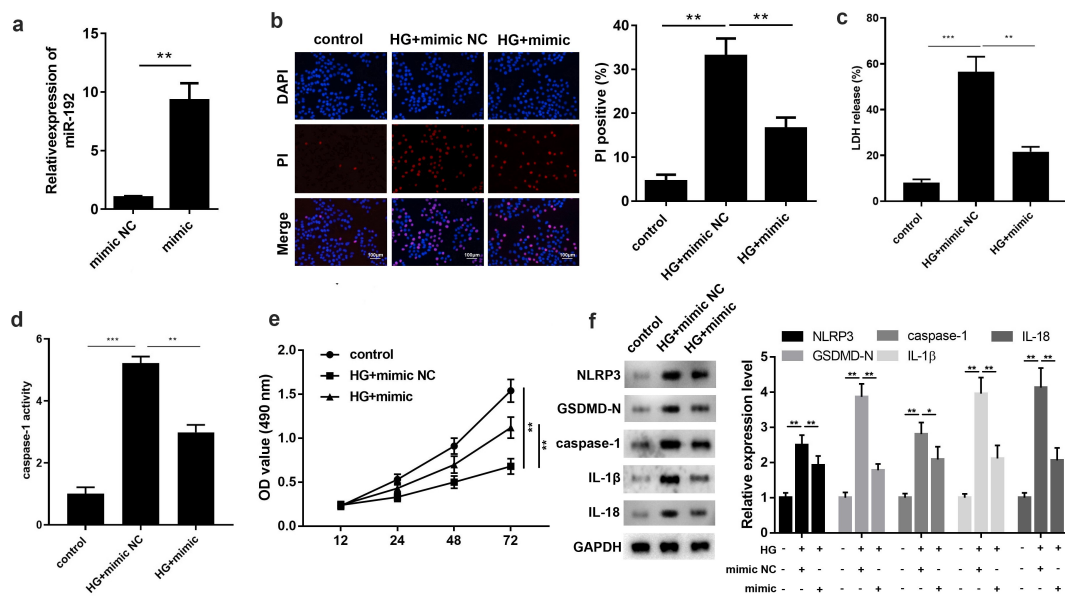 a
Relativeexpression of
miR-192
15
10
5
0
**
mimic NC
mimic
b
control
HG+mimic NC
HG+mimic
DAPI
PI
Merge
100μm
100μm
100μm
PI positive (%)
40
30
20
10
0
**
**
control
HG+mimic NC
HG+mimic
c
LDH release (%)
80
60
40
20
0
***
**
control
HG+mimic NC
HG+mimic
d
caspase-1 activity
6
4
2
0
***
**
control
HG+mimic NC
HG+mimic
e
OD value (490 nm)
2.0
1.5
1.0
0.5
0.0
control
HG+mimic NC
HG+mimic
**
**
12 24 48 72
f
control
HG+mimic NC
HG+mimic
NLRP3
GSDMD-N
caspase-1
IL-1β
IL-18
GAPDH
NLRP3 caspase-1 IL-18
GSDMD-N IL-1β
Relative expression level
5
4
3
2
1
0
** **
** **
** *
** **
** **
HG - + + - + + - + + - + + - + +
mimic NC - + - - + - - + - - + - - + -
mimic - - + - - + - - + - - + - - +